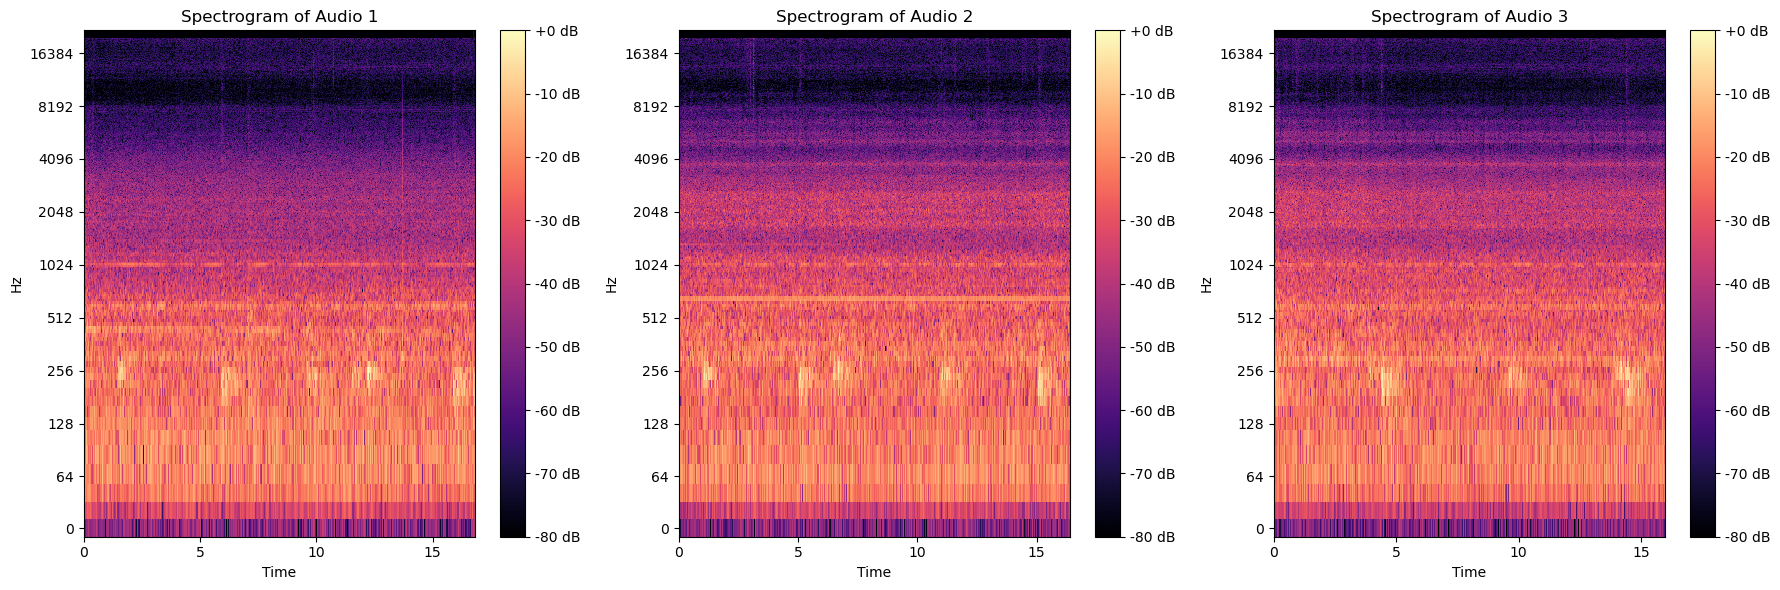 Spectrogram of Audio 1
Hz
16384
8192
4096
2048
1024
512
256
128
64
0
0
5
10
15
Time
+0 dB
-10 dB
-20 dB
-30 dB
-40 dB
-50 dB
-60 dB
-70 dB
-80 dB
Spectrogram of Audio 2
Hz
16384
8192
4096
2048
1024
512
256
128
64
0
0
5
10
15
Time
+0 dB
-10 dB
-20 dB
-30 dB
-40 dB
-50 dB
-60 dB
-70 dB
-80 dB
Spectrogram of Audio 3
Hz
16384
8192
4096
2048
1024
512
256
128
64
0
0
5
10
15
Time
+0 dB
-10 dB
-20 dB
-30 dB
-40 dB
-50 dB
-60 dB
-70 dB
-80 dB